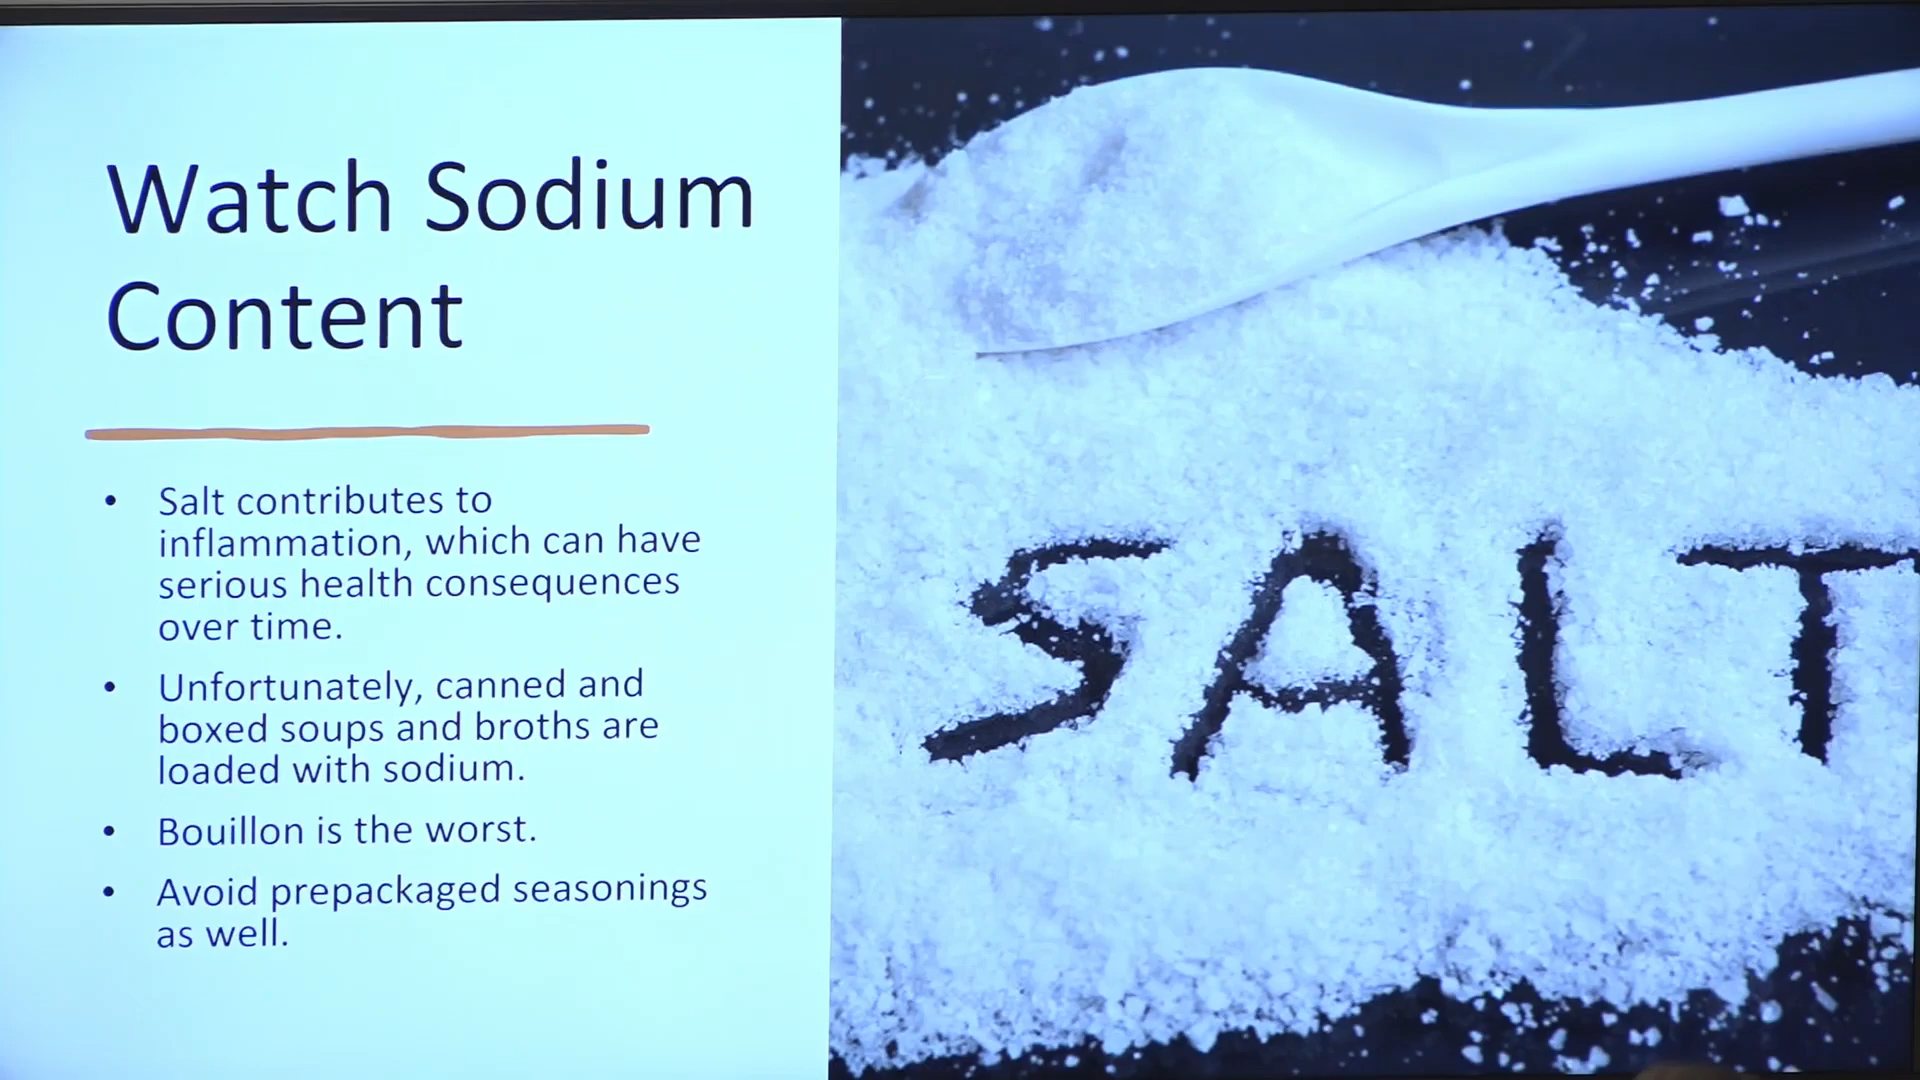 Watch Sodium
Content
• Salt contributes to
inflammation, which can have
serious health consequences
over time.
• Unfortunately, canned and
boxed soups and broths are
loaded with sodium.
• Bouillon is the worst.
• Avoid prepackaged seasonings
as well.
SALT